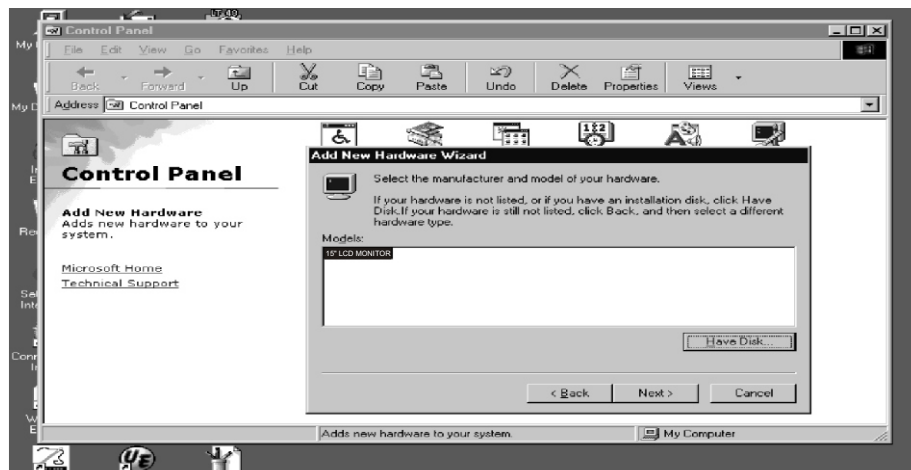 LT 40
Control Panel
File Edit View Go Favorites Help
Back Forward Up Cut Copy Paste Undo Delete Properties Views
Address Control Panel
Control Panel
Add New Hardware
Adds new hardware to your
system.
Microsoft Home
Technical Support
Add New Hardware Wizard
Select the manufacturer and model of your hardware.
If your hardware is not listed, or if you have an installation disk, click Have
Disk.If your hardware is still not listed, click Back, and then select a different
hardware type.
Models:
15" LCD MONITOR
Have Disk...
< Back Next > Cancel
Adds new hardware to your system. My Computer
My